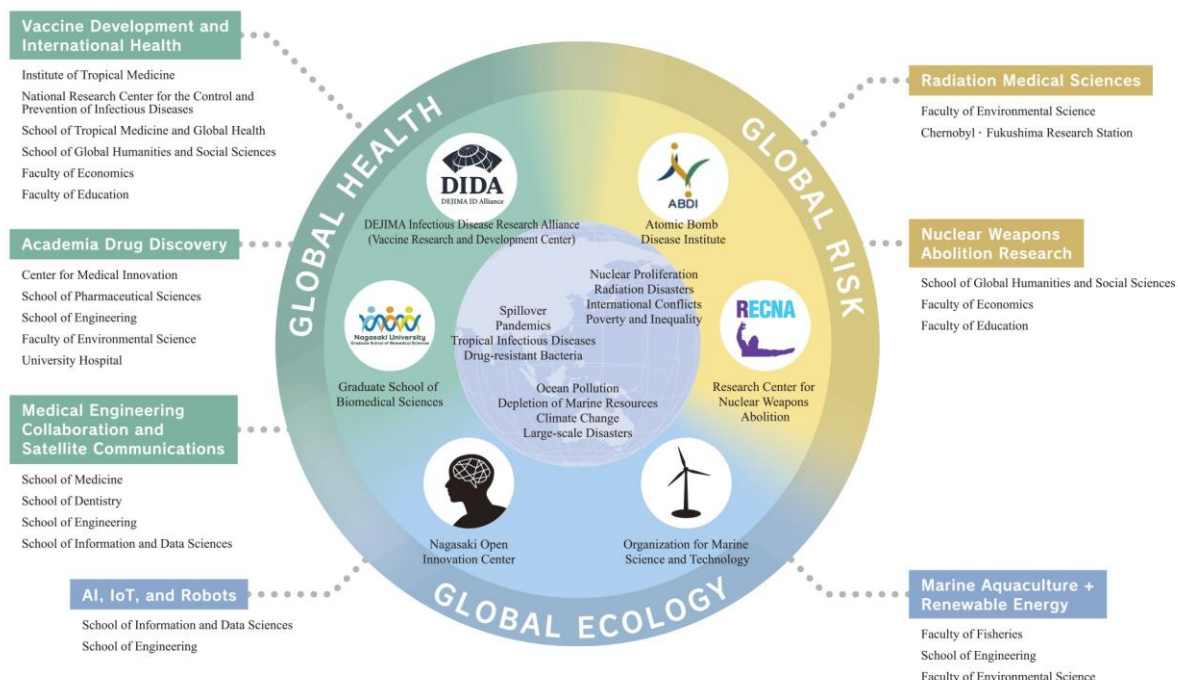 Vaccine Development and
International Health
Institute of Tropical Medicine
National Research Center for the Control and
Prevention of Infectious Diseases
School of Tropical Medicine and Global Health
School of Global Humanities and Social Sciences
Faculty of Economics
Faculty of Education
Academia Drug Discovery
Center for Medical Innovation
School of Pharmaceutical Sciences
School of Engineering
Faculty of Environmental Science
University Hospital
Medical Engineering
Collaboration and
Satellite Communications
School of Medicine
School of Dentistry
School of Engineering
School of Information and Data Sciences
AI, IoT, and Robots
School of Information and Data Sciences
School of Engineering
GLOBAL HEALTH
GLOBAL RISK
GLOBAL ECOLOGY
DIDA
DEJIMA ID Alliance
DEJIMA Infectious Disease Research Alliance
(Vaccine Research and Development Center)
ABDI
Atomic Bomb
Disease Institute
Nagasaki University
Graduate School of Biomedical Sciences
Graduate School of
Biomedical Sciences
RECNA
Research Center for
Nuclear Weapons
Abolition
Nuclear Proliferation
Radiation Disasters
International Conflicts
Poverty and Inequality
Spillover
Pandemics
Tropical Infectious Diseases
Drug-resistant Bacteria
Ocean Pollution
Depletion of Marine Resources
Climate Change
Large-scale Disasters
Nagasaki Open
Innovation Center
Organization for Marine
Science and Technology
Radiation Medical Sciences
Faculty of Environmental Science
Chernobyl・Fukushima Research Station
Nuclear Weapons
Abolition Research
School of Global Humanities and Social Sciences
Faculty of Economics
Faculty of Education
Marine Aquaculture +
Renewable Energy
Faculty of Fisheries
School of Engineering
Faculty of Environmental Science